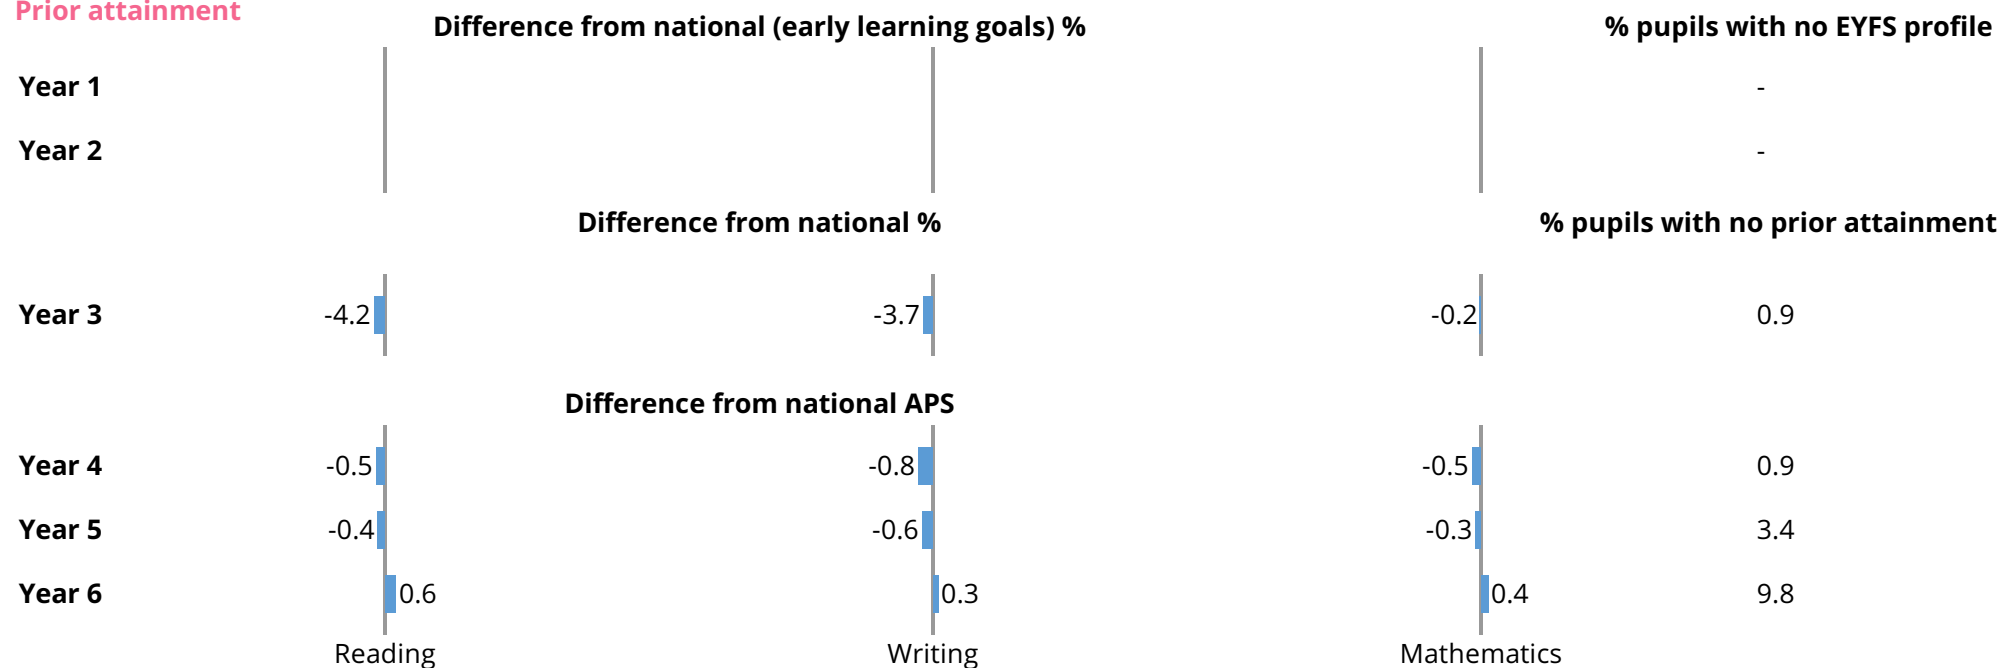 Prior attainment
Difference from national (early learning goals) % % pupils with no EYFS profile
Year 1 -
Year 2 -
Difference from national % % pupils with no prior attainment
Year 3 -4.2 -3.7 -0.2 0.9
Difference from national APS
Year 4 -0.5 -0.8 -0.5 0.9
Year 5 -0.4 -0.6 -0.3 3.4
Year 6 0.6 0.3 0.4 9.8
Reading Writing Mathematics